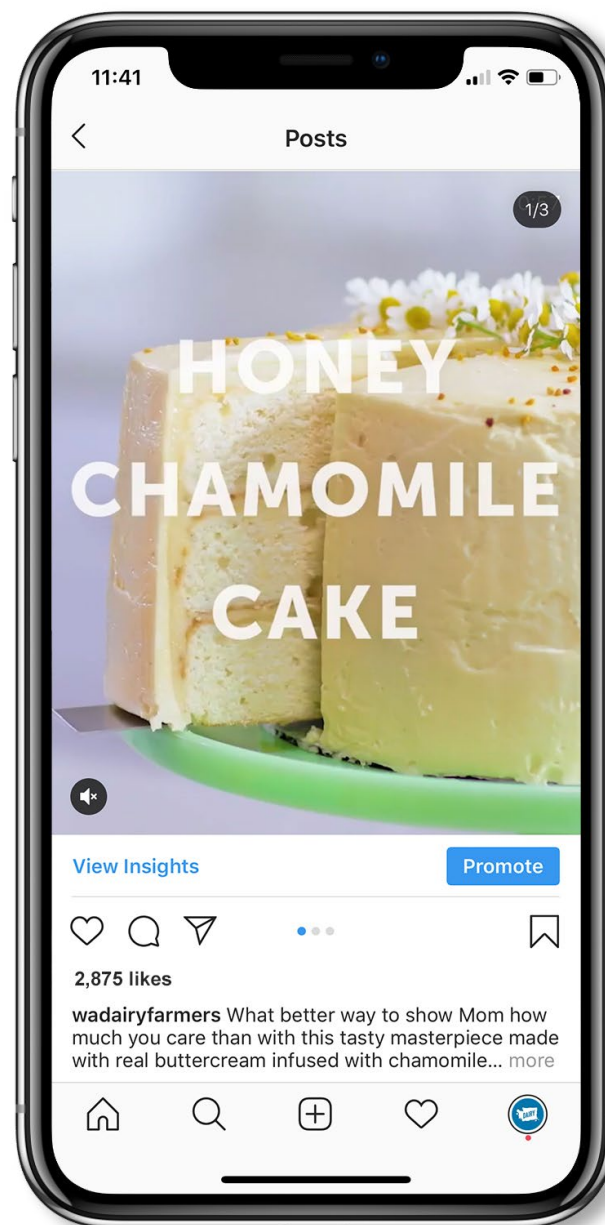 11:41
Posts
1/3
HONEY
CHAMOMILE
CAKE
View Insights
Promote
2,875 likes
wadairyfarmers What better way to show Mom how
much you care than with this tasty masterpiece made
with real buttercream infused with chamomile... more
DAIRY